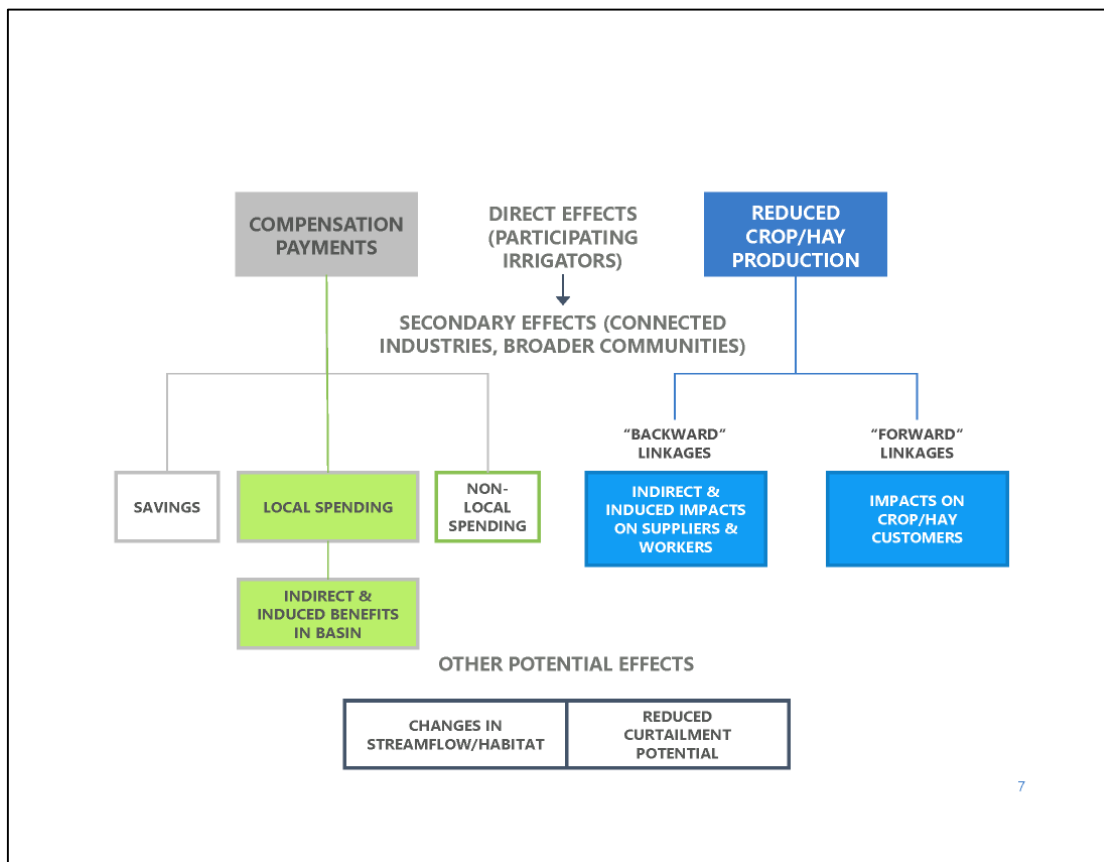 COMPENSATION
PAYMENTS
DIRECT EFFECTS
(PARTICIPATING
IRRIGATORS)
REDUCED
CROP/HAY
PRODUCTION
SECONDARY EFFECTS (CONNECTED
INDUSTRIES, BROADER COMMUNITIES)
"BACKWARD"
LINKAGES
"FORWARD"
LINKAGES
SAVINGS
LOCAL SPENDING
NON-
LOCAL
SPENDING
INDIRECT &
INDUCED IMPACTS
ON SUPPLIERS &
WORKERS
IMPACTS ON
CROP/HAY
CUSTOMERS
INDIRECT &
INDUCED BENEFITS
IN BASIN
OTHER POTENTIAL EFFECTS
CHANGES IN
STREAMFLOW/HABITAT
REDUCED
CURTAILMENT
POTENTIAL
7